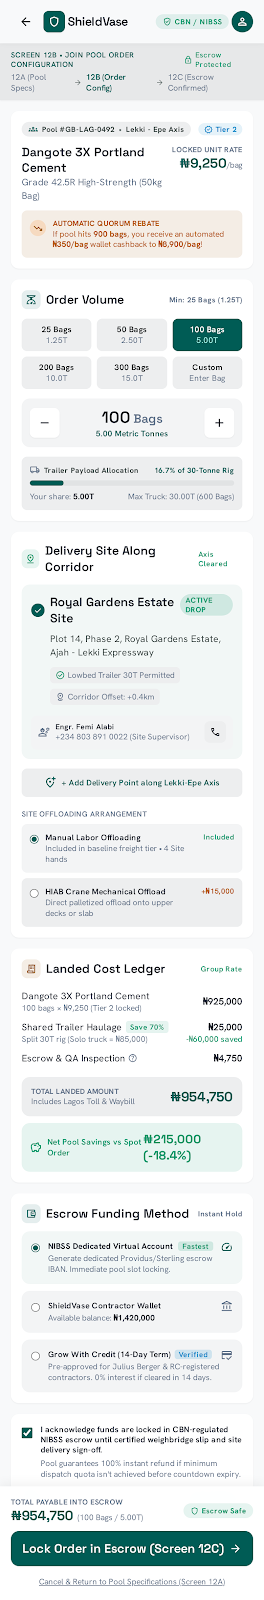 ShieldVase
CBN / NIBSS
SCREEN 12B • JOIN POOL ORDER
CONFIGURATION
Escrow
Protected
12A (Pool
Specs)
→
12B (Order
Config)
→
12C (Escrow
Confirmed)
Pool #GB-LAG-0492 • Lekki - Epe Axis
Tier 2
Dangote 3X Portland
Cement
Grade 42.5R High-Strength (50kg
Bag)
LOCKED UNIT RATE
₦9,250/bag
AUTOMATIC QUORUM REBATE
If pool hits 900 bags, you receive an automated
₦350/bag wallet cashback to ₦8,900/bag!
Order Volume
Min: 25 Bags (1.25T)
25 Bags
1.25T
50 Bags
2.50T
100 Bags
5.00T
200 Bags
10.0T
300 Bags
15.0T
Custom
Enter Bag
−
100 Bags
5.00 Metric Tonnes
+
Trailer Payload Allocation
16.7% of 30-Tonne Rig
Your share: 5.00T
Max Truck: 30.00T (600 Bags)
Delivery Site Along
Corridor
Axis
Cleared
Royal Gardens Estate
Site
ACTIVE
DROP
Plot 14, Phase 2, Royal Gardens Estate,
Ajah - Lekki Expressway
Lowbed Trailer 30T Permitted
Corridor Offset: +0.4km
Engr. Femi Alabi
+234 803 891 0022 (Site Supervisor)
+ Add Delivery Point along Lekki-Epe Axis
SITE OFFLOADING ARRANGEMENT
Manual Labor Offloading
Included
Included in baseline freight tier • 4 Site
hands
HIAB Crane Mechanical Offload
+₦15,000
Direct palletized offload onto upper
decks or slab
Landed Cost Ledger
Group Rate
Dangote 3X Portland Cement
100 bags × ₦9,250 (Tier 2 locked)
₦925,000
Shared Trailer Haulage
Save 70%
Split 30T rig (Solo truck = ₦85,000)
₦25,000
-₦60,000 saved
Escrow & QA Inspection
₦4,750
TOTAL LANDED AMOUNT
Includes Lagos Toll & Waybill
₦954,750
Net Pool Savings vs Spot
Order
₦215,000
(-18.4%)
Escrow Funding Method
Instant Hold
NIBSS Dedicated Virtual Account
Fastest
Generate dedicated Providus/Sterling escrow
IBAN. Immediate pool slot locking.
ShieldVase Contractor Wallet
Available balance: ₦1,420,000
Grow With Credit (14-Day Term)
Verified
Pre-approved for Julius Berger & RC-registered
contractors. 0% interest if cleared in 14 days.
I acknowledge funds are locked in CBN-regulated
NIBSS escrow until certified weighbridge slip and site
delivery sign-off.
Pool guarantees 100% instant refund if minimum
dispatch quota isn't achieved before countdown expiry.
TOTAL PAYABLE INTO ESCROW
₦954,750 (100 Bags / 5.00T)
Escrow Safe
Lock Order in Escrow (Screen 12C) →
Cancel & Return to Pool Specifications (Screen 12A)